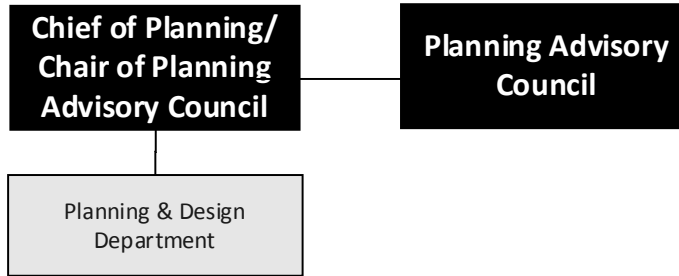 Chief of Planning/
Chair of Planning
Advisory Council
Planning Advisory
Council
Planning & Design
Department